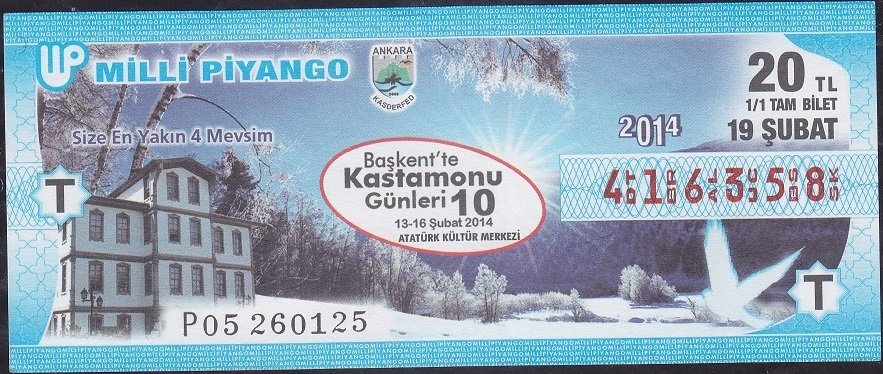 MİLLİ PİYANGO
ANKARA
KASDERFED
20 TL
1/1 TAM BİLET
19 ŞUBAT
2014
Size En Yakın 4 Mevsim
Başkent'te
Kastamonu
Günleri 10
13-16 Şubat 2014
ATATÜRK KÜLTÜR MERKEZİ
416358
T
T
P05 260125